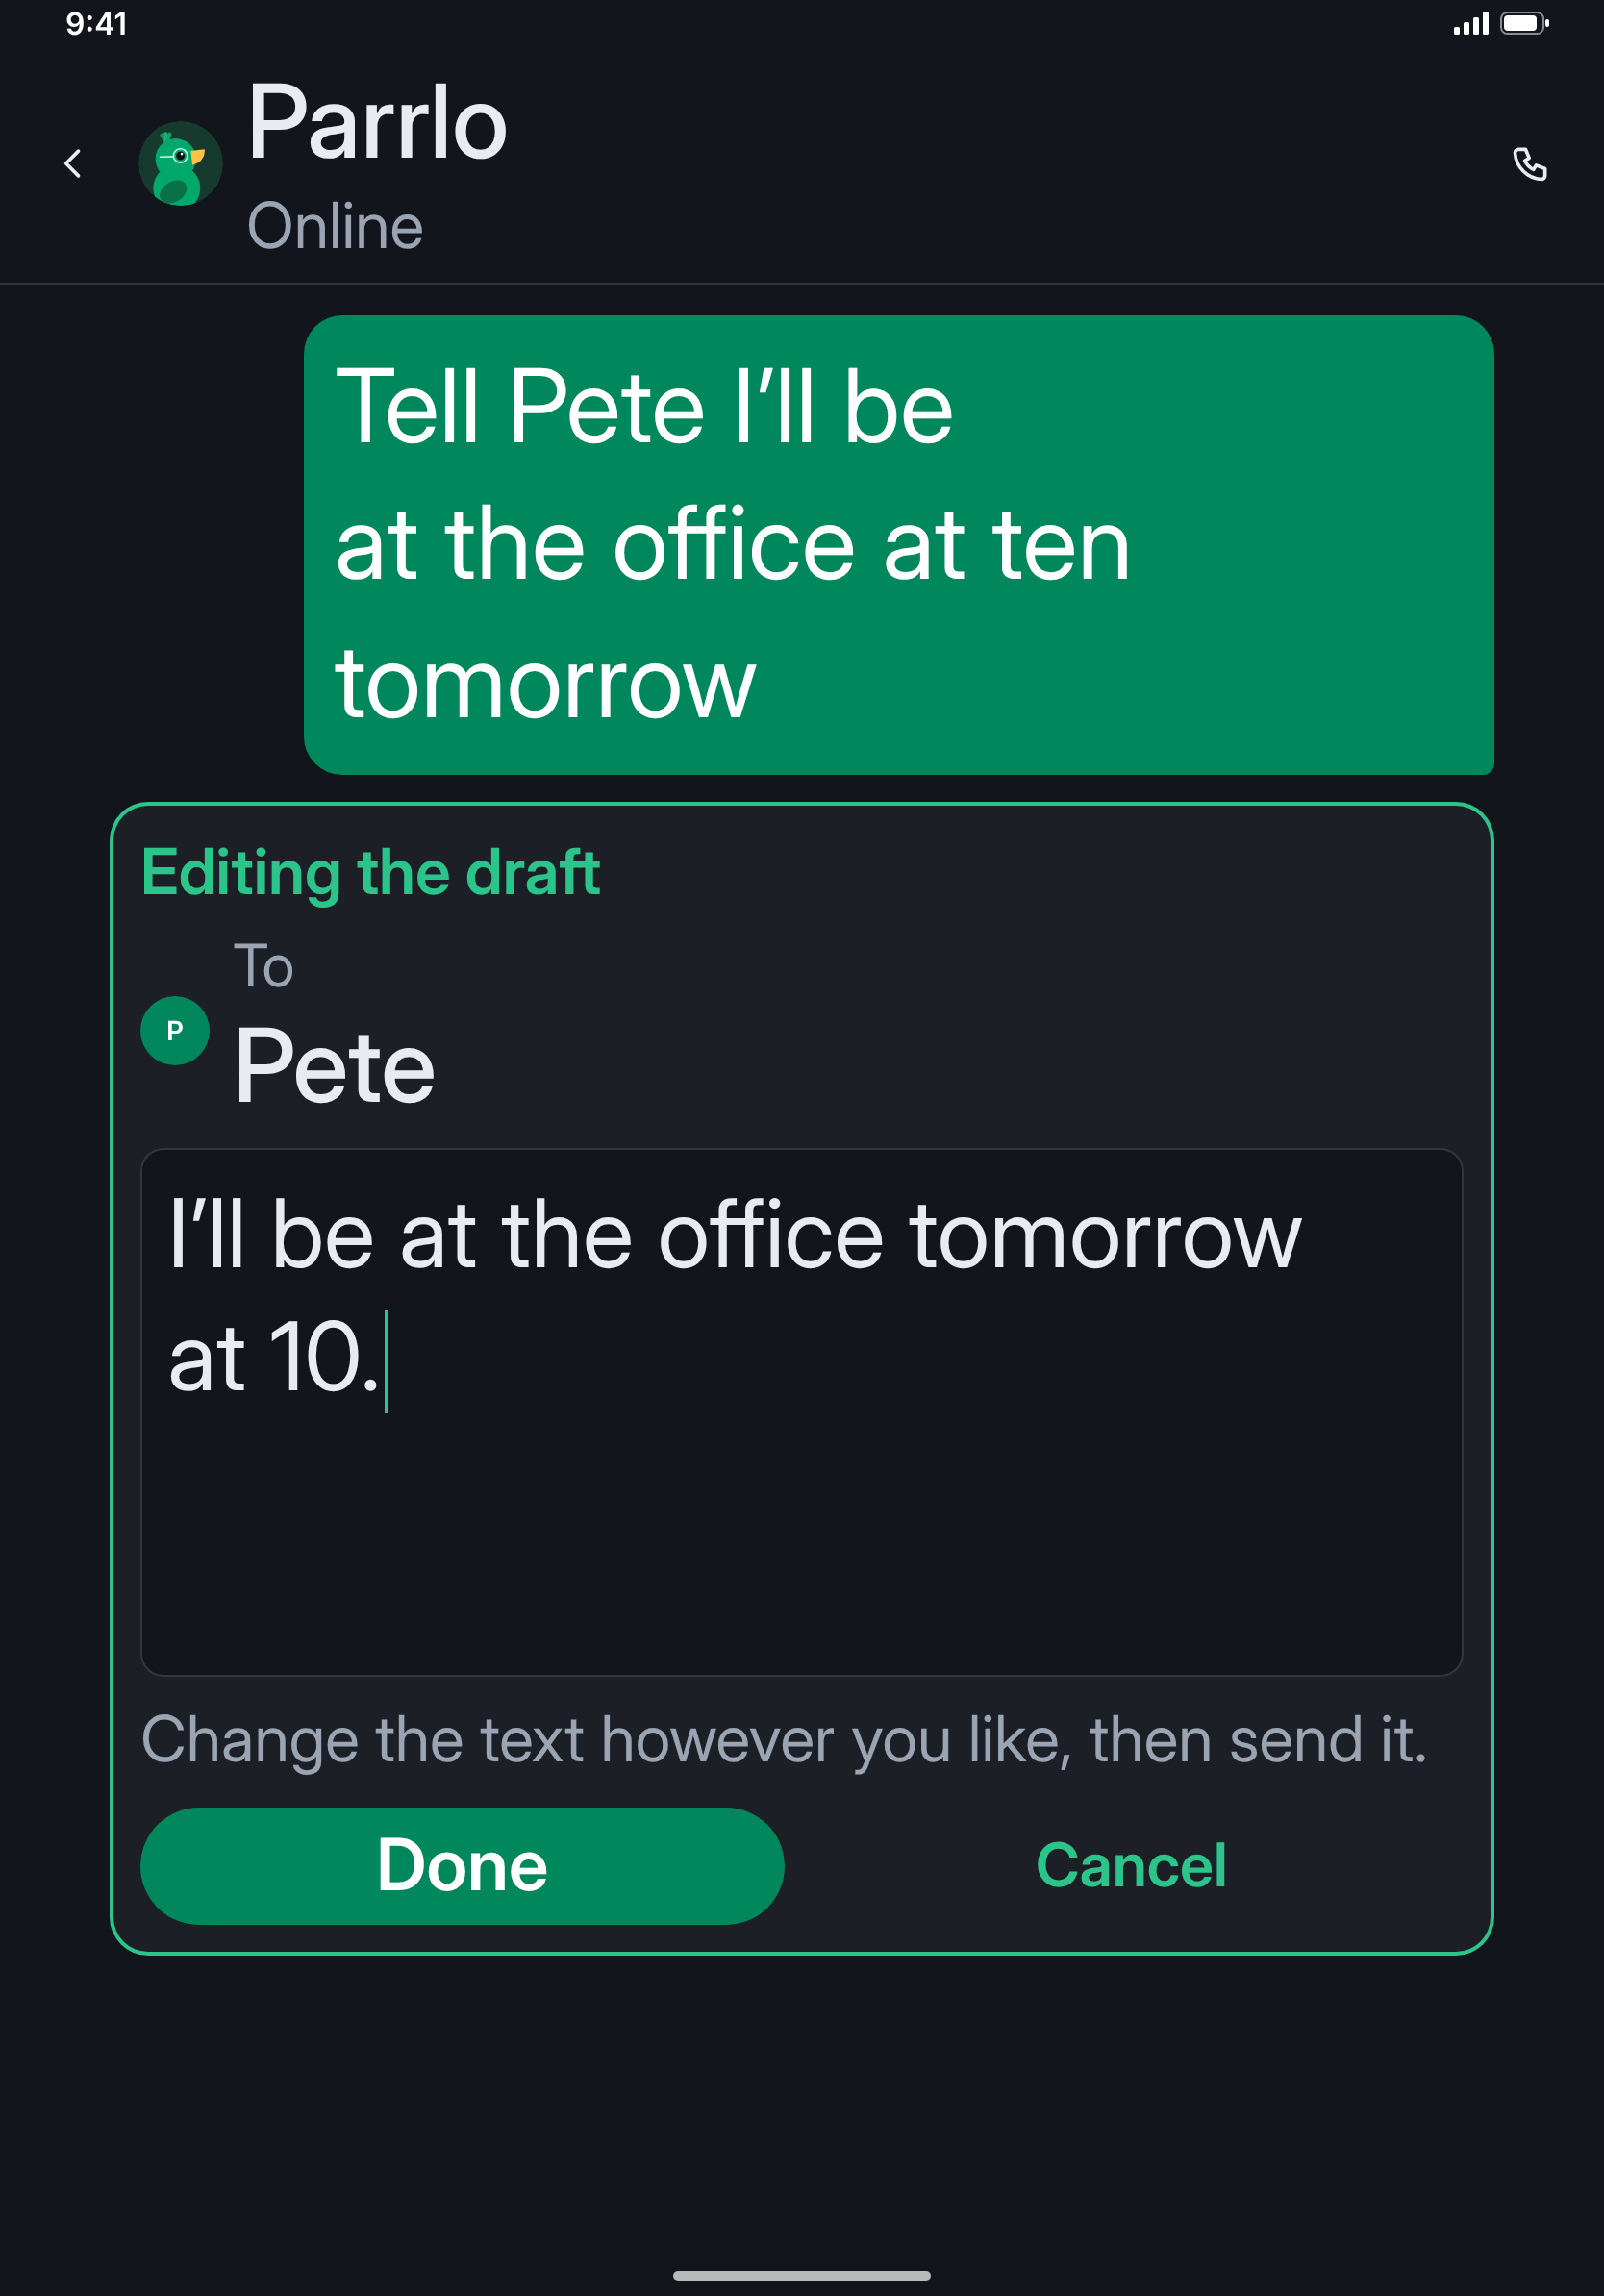 9:41
Parrlo
Online
Tell Pete I’ll be
at the office at ten
tomorrow
Editing the draft
To
P
Pete
I’ll be at the office tomorrow
at 10.
Change the text however you like, then send it.
Done
Cancel